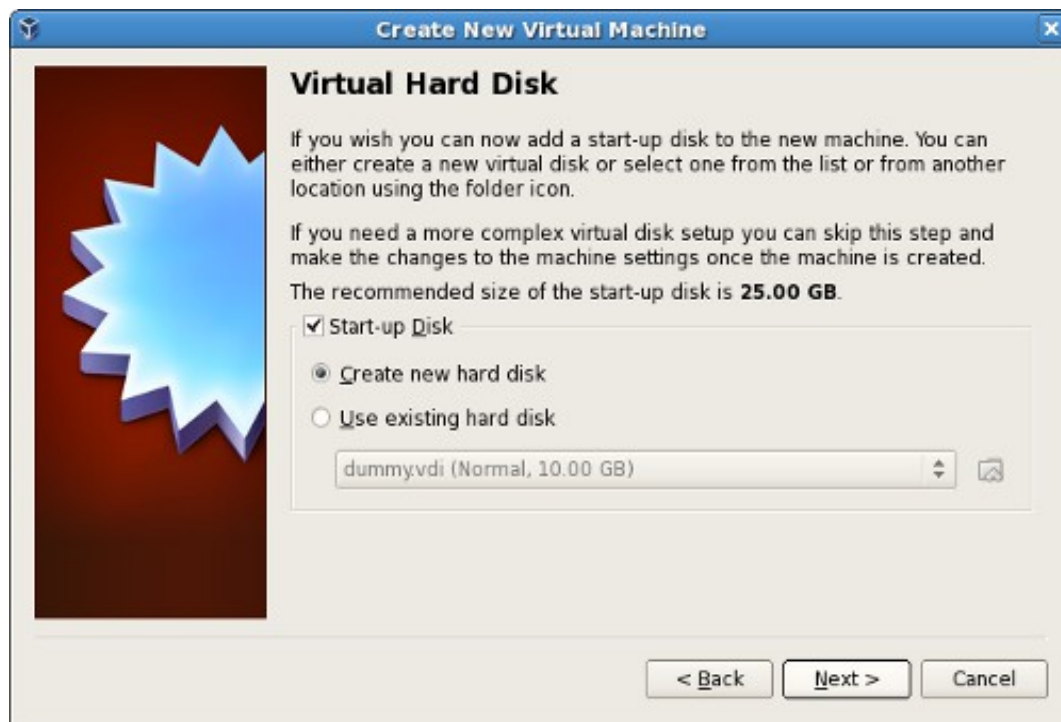 Create New Virtual Machine
Virtual Hard Disk
If you wish you can now add a start-up disk to the new machine. You can
either create a new virtual disk or select one from the list or from another
location using the folder icon.
If you need a more complex virtual disk setup you can skip this step and
make the changes to the machine settings once the machine is created.
The recommended size of the start-up disk is 25.00 GB.
Start-up Disk
Create new hard disk
Use existing hard disk
dummy.vdi (Normal, 10.00 GB)
< Back Next > Cancel